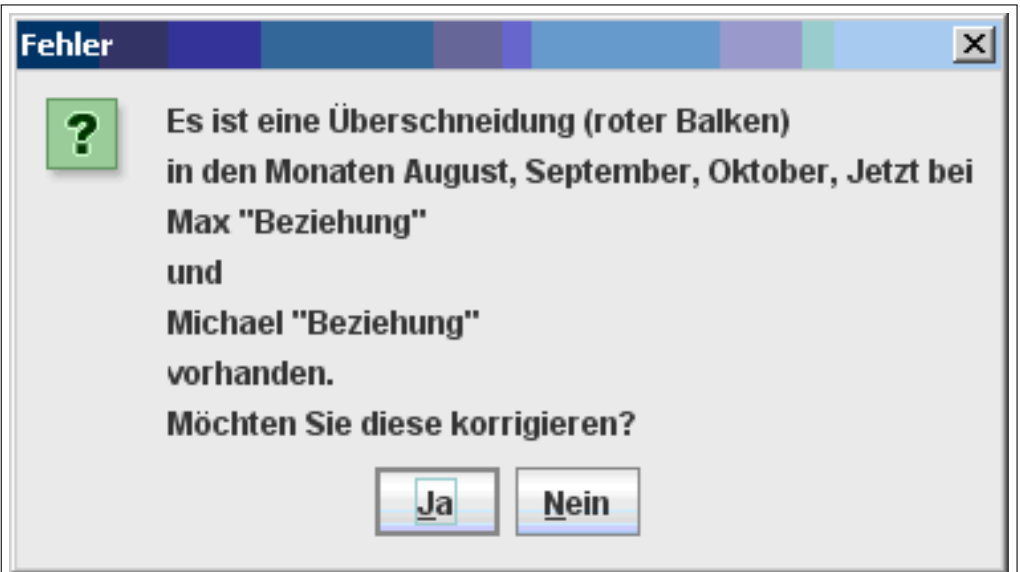 Fehler
?
Es ist eine Überschneidung (roter Balken)
in den Monaten August, September, Oktober, Jetzt bei
Max "Beziehung"
und
Michael "Beziehung"
vorhanden.
Möchten Sie diese korrigieren?
Ja
Nein